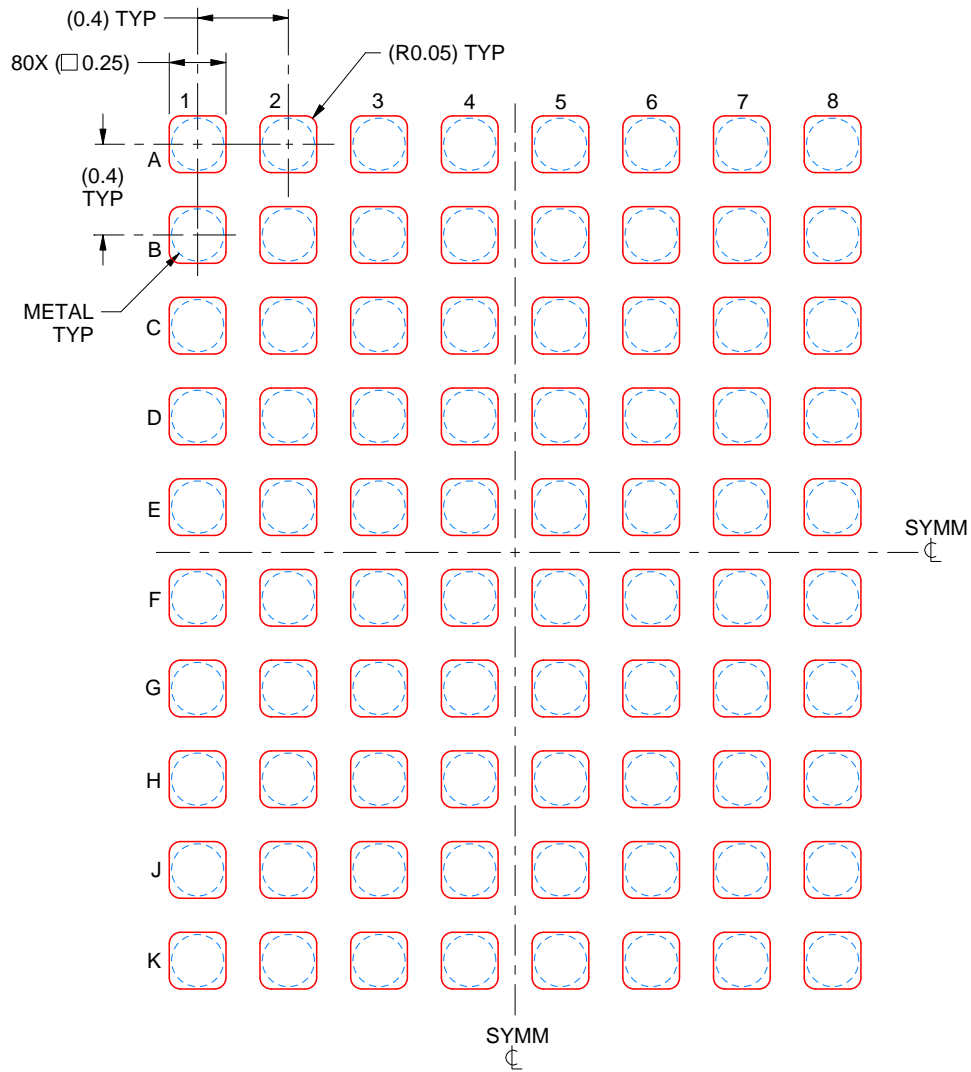 (0.4) TYP
(R0.05) TYP
80X (□ 0.25)
1 2 3 4 5 6 7 8
A
(0.4)
TYP
B
METAL
TYP
C
D
E
SYMM
℄
F
G
H
J
K
SYMM
℄